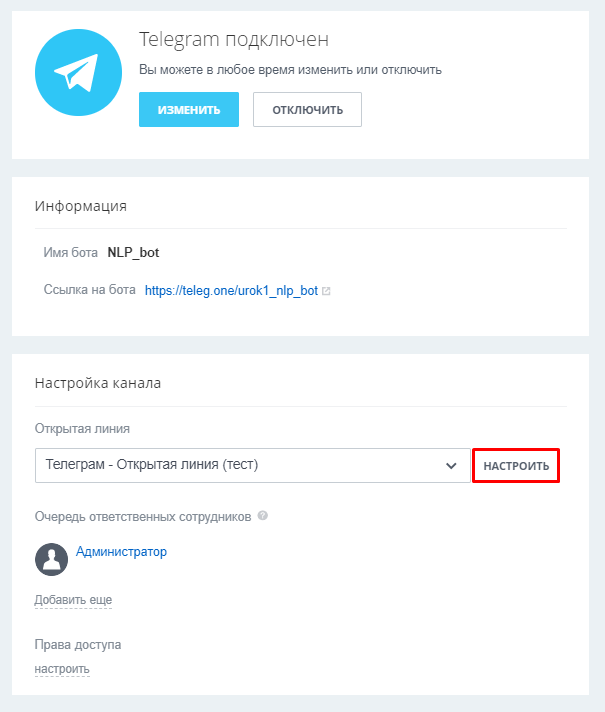 Telegram подключен
Вы можете в любое время изменить или отключить
ИЗМЕНИТЬ ОТКЛЮЧИТЬ
Информация
Имя бота NLP_bot
Ссылка на бота https://teleg.one/urok1_nlp_bot
Настройка канала
Открытая линия
Телеграм - Открытая линия (тест) НАСТРОИТЬ
Очередь ответственных сотрудников ?
Администратор
Добавить еще
Права доступа
настроить